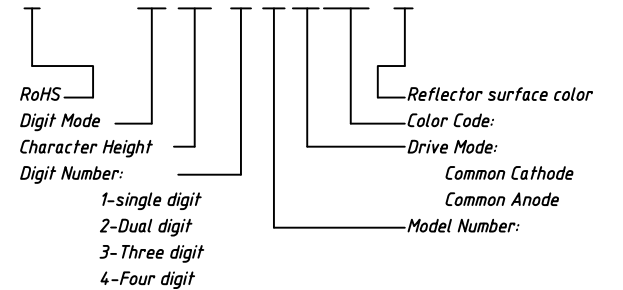 RoHS
Digit Mode
Character Height
Digit Number:
1-single digit
2-Dual digit
3-Three digit
4-Four digit
Reflector surface color
Color Code:
Drive Mode:
Common Cathode
Common Anode
Model Number: